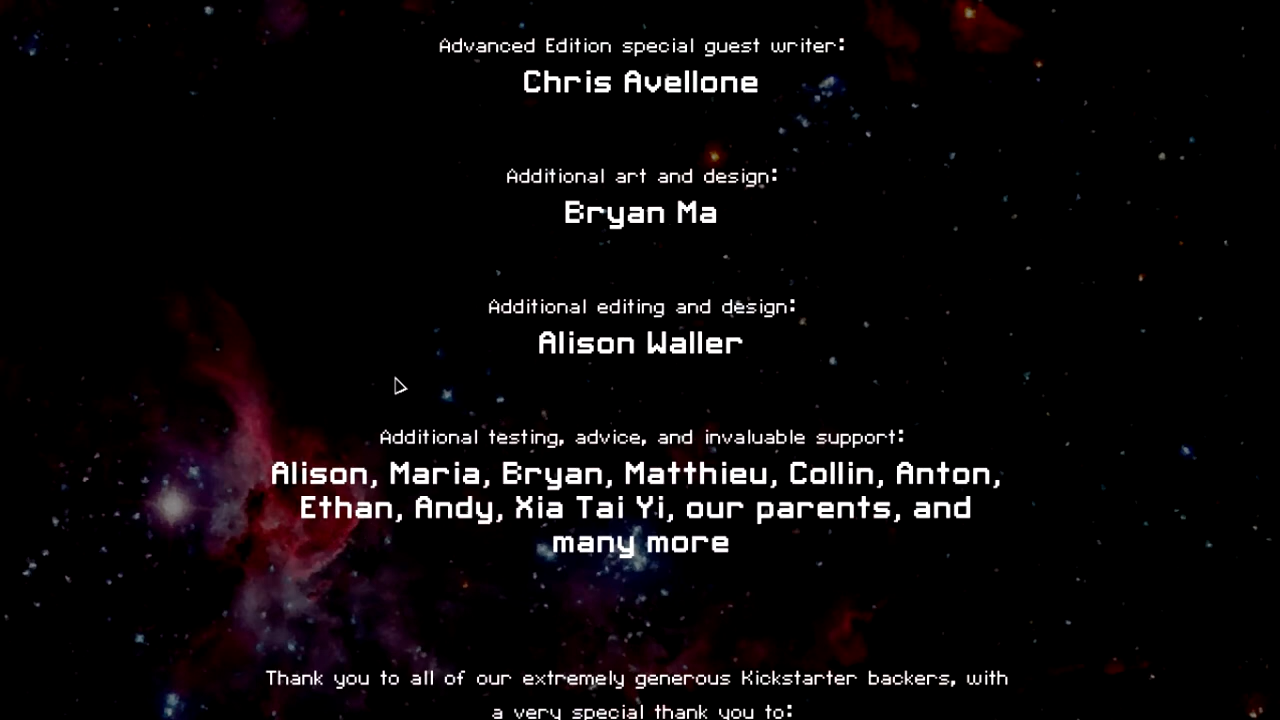 Advanced Edition special guest writer:
Chris Avellone
Additional art and design:
Bryan Ma
Additional editing and design:
Alison Waller
Additional testing, advice, and invaluable support:
Alison, Maria, Bryan, Matthieu, Collin, Anton,
Ethan, Andy, Xia Tai Yi, our parents, and
many more
Thank you to all of our extremely generous Kickstarter backers, with
a very special thank you to: